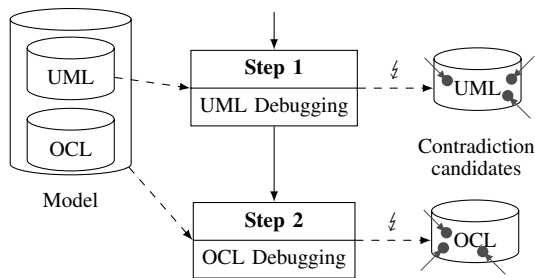 UML
OCL
Model
Step 1
UML Debugging
Step 2
OCL Debugging
UML
Contradiction
candidates
OCL